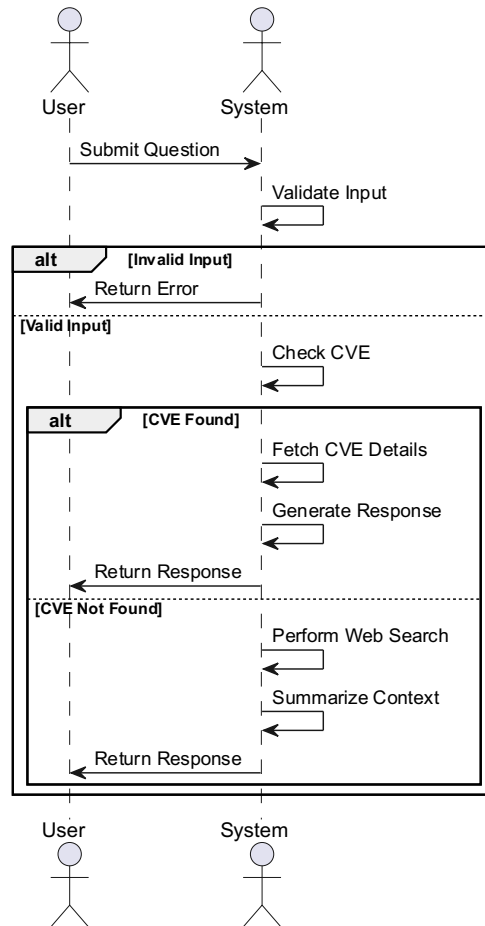 User System
Submit Question
Validate Input
alt [Invalid Input]
Return Error
[Valid Input]
Check CVE
alt [CVE Found]
Fetch CVE Details
Generate Response
Return Response
[CVE Not Found]
Perform Web Search
Summarize Context
Return Response
User System